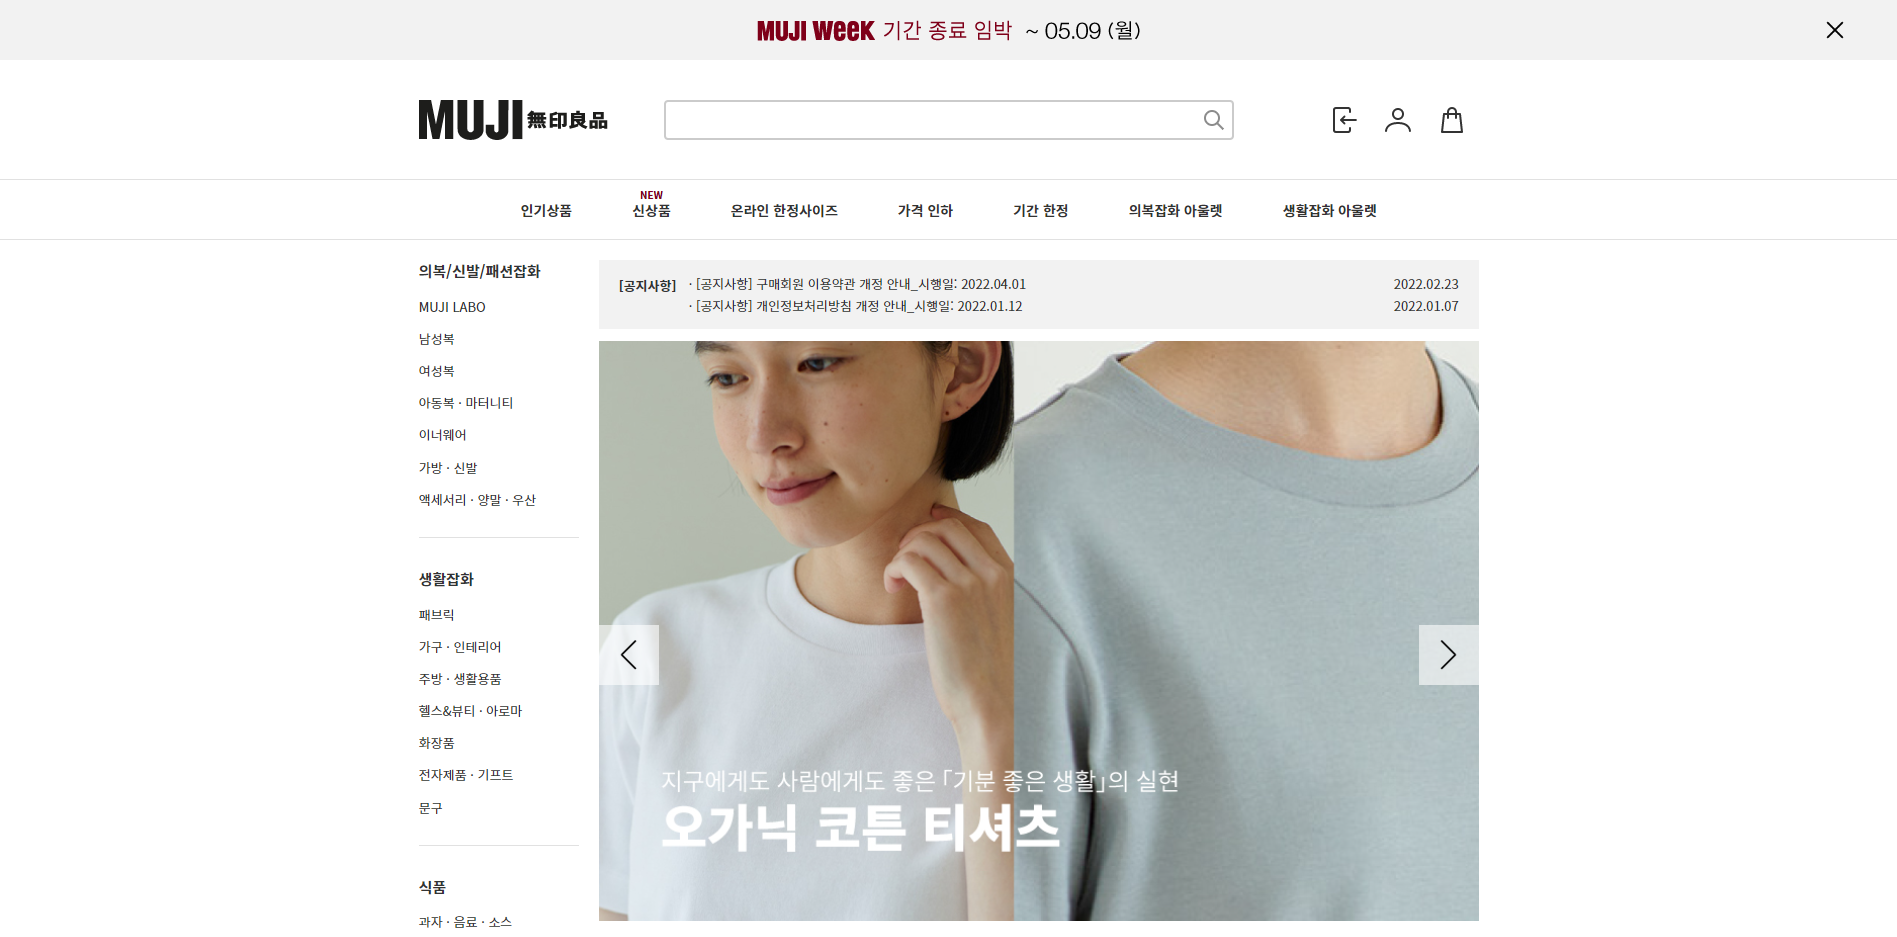 MUJI WeeK 기간 종료 임박 ~ 05.09 (월)
MUJI 無印良品
NEW
인기상품 신상품 온라인 한정사이즈 가격 인하 기간 한정 의복잡화 아울렛 생활잡화 아울렛
의복/신발/패션잡화
MUJI LABO
남성복
여성복
아동복 · 마터니티
이너웨어
가방 · 신발
액세서리 · 양말 · 우산
생활잡화
패브릭
가구 · 인테리어
주방 · 생활용품
헬스&뷰티 · 아로마
화장품
전자제품 · 기프트
문구
식품
과자 · 음료 · 소스
[공지사항] · [공지사항] 구매회원 이용약관 개정 안내_시행일: 2022.04.01 2022.02.23
· [공지사항] 개인정보처리방침 개정 안내_시행일: 2022.01.12 2022.01.07
지구에게도 사람에게도 좋은 「기분 좋은 생활」의 실현
오가닉 코튼 티셔츠